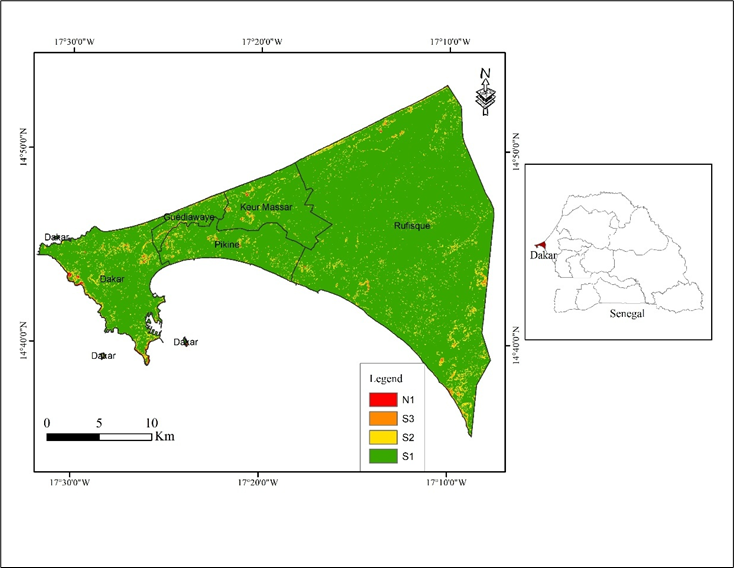 17°30'0"W
17°20'0"W
17°10'0"W
N
14°50'0"N
14°50'0"N
Keur Massar
Guediawaye
Rufisque
Dakar
Pikine
Dakar
Dakar
Senegal
Dakar
Dakar
14°40'0"N
14°40'0"N
Legend
N1
S3
S2
S1
0 5 10
Km
17°30'0"W
17°20'0"W
17°10'0"W